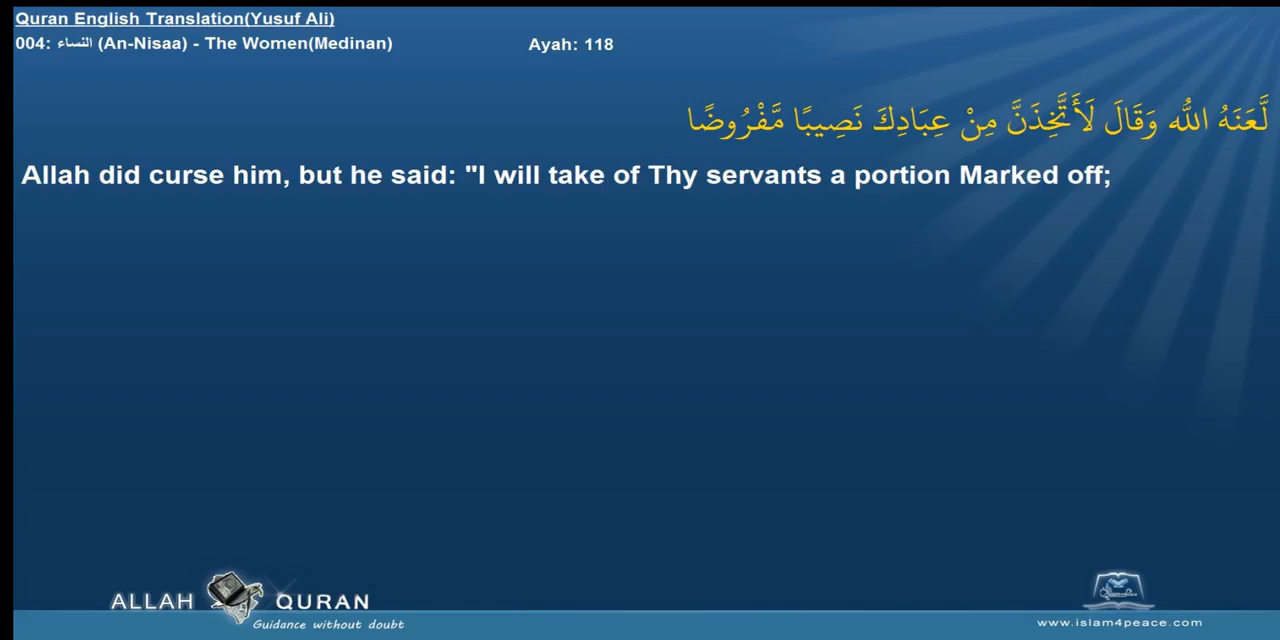 Quran English Translation(Yusuf Ali)
004: النساء (An-Nisaa) - The Women(Medinan) Ayah: 118
لَّعَنَهُ اللَّه وَقَالَ لَأَتَّخِذَنَّ مِنْ عِبَادِكَ نَصِيبًا مَّفْرُوضًا
Allah did curse him, but he said: "I will take of Thy servants a portion Marked off;
ALLAH QURAN
Guidance without doubt
www.islam4peace.com